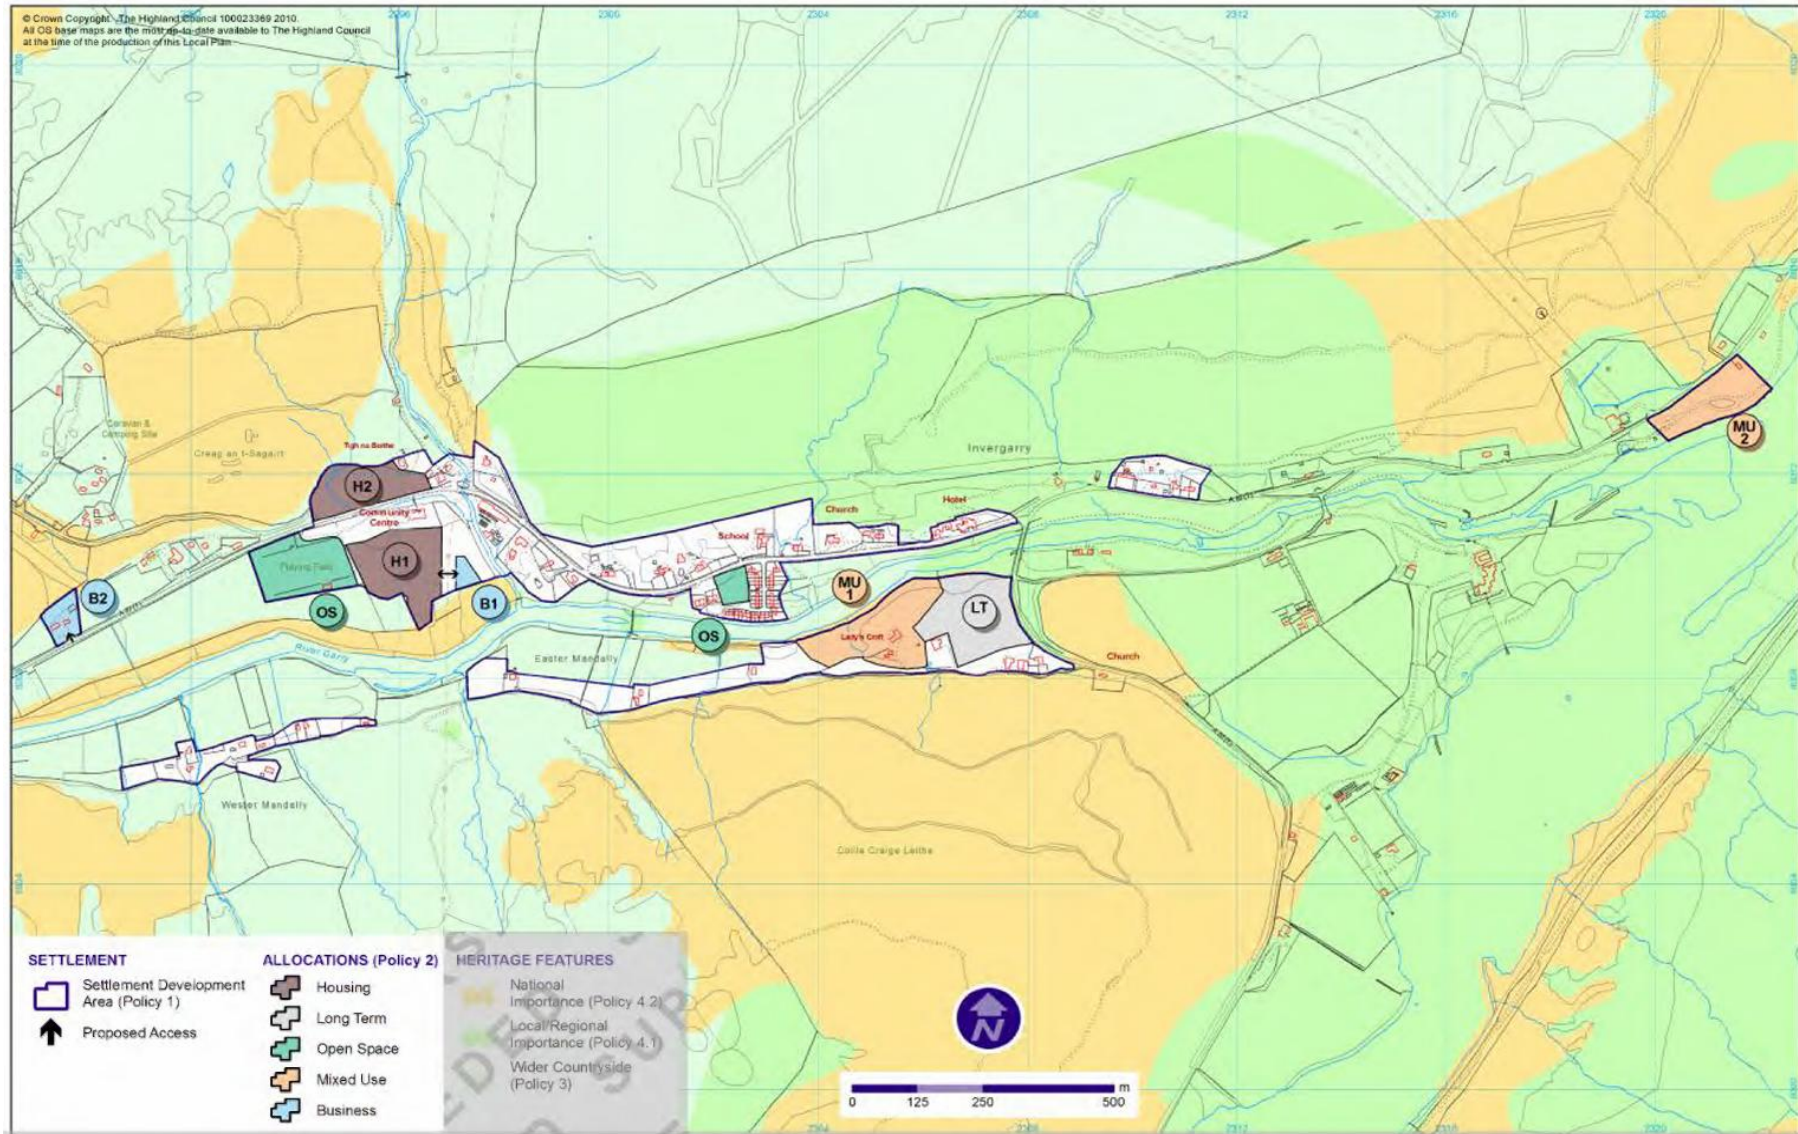 © Crown Copyright. The Highland Council 100023369 2010.
All OS base maps are the most up-to-date available to The Highland Council
at the time of the production of this Local Plan
2306
2304
2308
2312
2316
2320
Caravan &
Camping Site
Creag an t-Sagairt
Tigh na Boithe
H2
Community
Centre
Invergarry
MU
2
Hotel
Church
School
H1
Playing Field
B2
OS
B1
MU
1
LT
OS
Lady's Croft
Church
River Garry
Easter Mandally
Wester Mandally
Coille Craige Leithe
SETTLEMENT
Settlement Development
Area (Policy 1)
Proposed Access
ALLOCATIONS (Policy 2)
Housing
Long Term
Open Space
Mixed Use
Business
HERITAGE FEATURES
National
Importance (Policy 4.2)
Local/Regional
Importance (Policy 4.1)
Wider Countryside
(Policy 3)
N
m
0 125 250 500